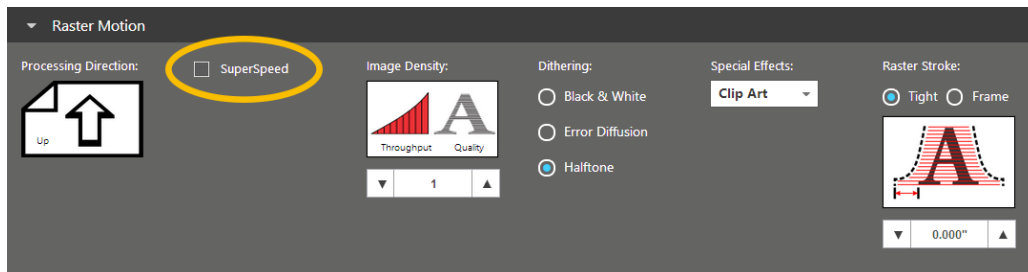 Raster Motion
Processing Direction:
Up
SuperSpeed
Image Density:
A
Throughput Quality
1
Dithering:
Black & White
Error Diffusion
Halftone
Special Effects:
Clip Art
Raster Stroke:
Tight Frame
A
0.000"